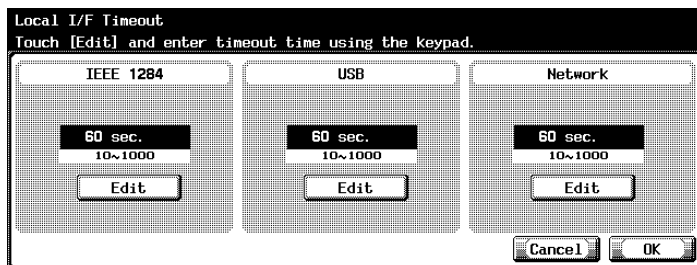 Local I/F Timeout
Touch [Edit] and enter timeout time using the keypad.
IEEE 1284 USB Network
60 sec. 60 sec. 60 sec.
10~1000 10~1000 10~1000
Edit Edit Edit
Cancel OK